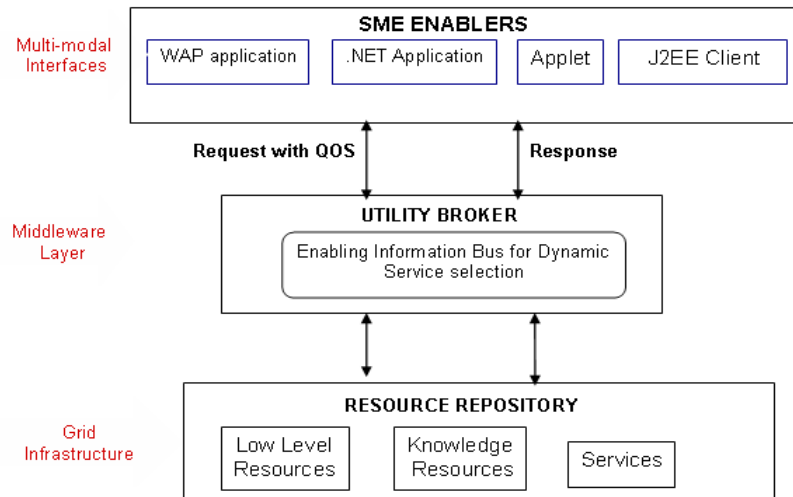 SME ENABLERS
Multi-modal
Interfaces
WAP application
.NET Application
Applet
J2EE Client
Request with QOS
Response
UTILITY BROKER
Middleware
Layer
Enabling Information Bus for Dynamic
Service selection
RESOURCE REPOSITORY
Grid
Infrastructure
Low Level
Resources
Knowledge
Resources
Services